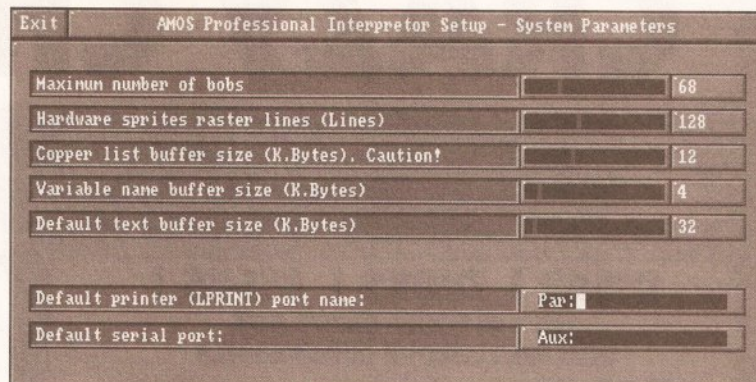 Exit AMOS Professional Interpretor Setup - System Parameters
Maximum number of bobs 68
Hardware sprites raster lines (Lines) 128
Copper list buffer size (K.Bytes). Caution! 12
Variable name buffer size (K.Bytes) 4
Default text buffer size (K.Bytes) 32
Default printer (LPRINT) port name: Par:
Default serial port: Aux: